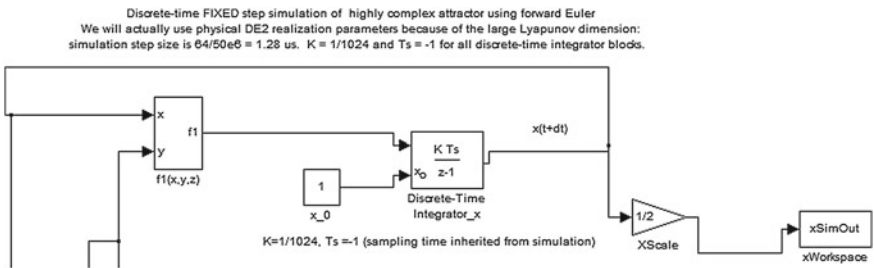 Discrete-time FIXED step simulation of highly complex attractor using forward Euler
We will actually use physical DE2 realization parameters because of the large Lyapunov dimension:
simulation step size is 64/50e6 = 1.28 us. K = 1/1024 and Ts = -1 for all discrete-time integrator blocks.
x
f1
y
f1(x,y,z)
K Ts
z-1
xo
x(t+dt)
1
x_0
Discrete-Time
Integrator_x
K=1/1024, Ts =-1 (sampling time inherited from simulation)
1/2
XScale
xSimOut
xWorkspace